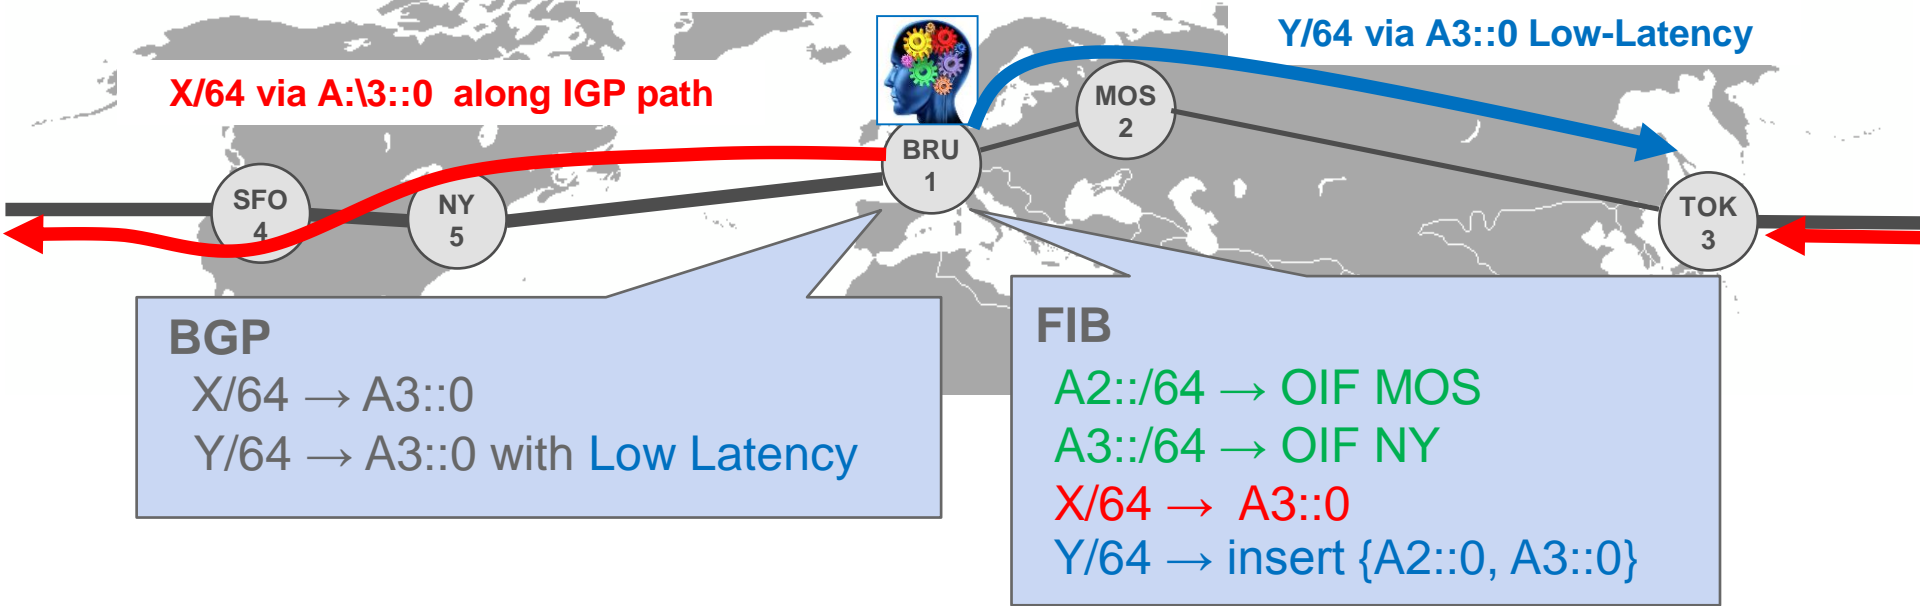 Y/64 via A3::0 Low-Latency
X/64 via A:\3::0 along IGP path
MOS
2
BRU
1
SFO
4
NY
5
TOK
3
BGP
X/64 → A3::0
Y/64 → A3::0 with Low Latency
FIB
A2::/64 → OIF MOS
A3::/64 → OIF NY
X/64 → A3::0
Y/64 → insert {A2::0, A3::0}